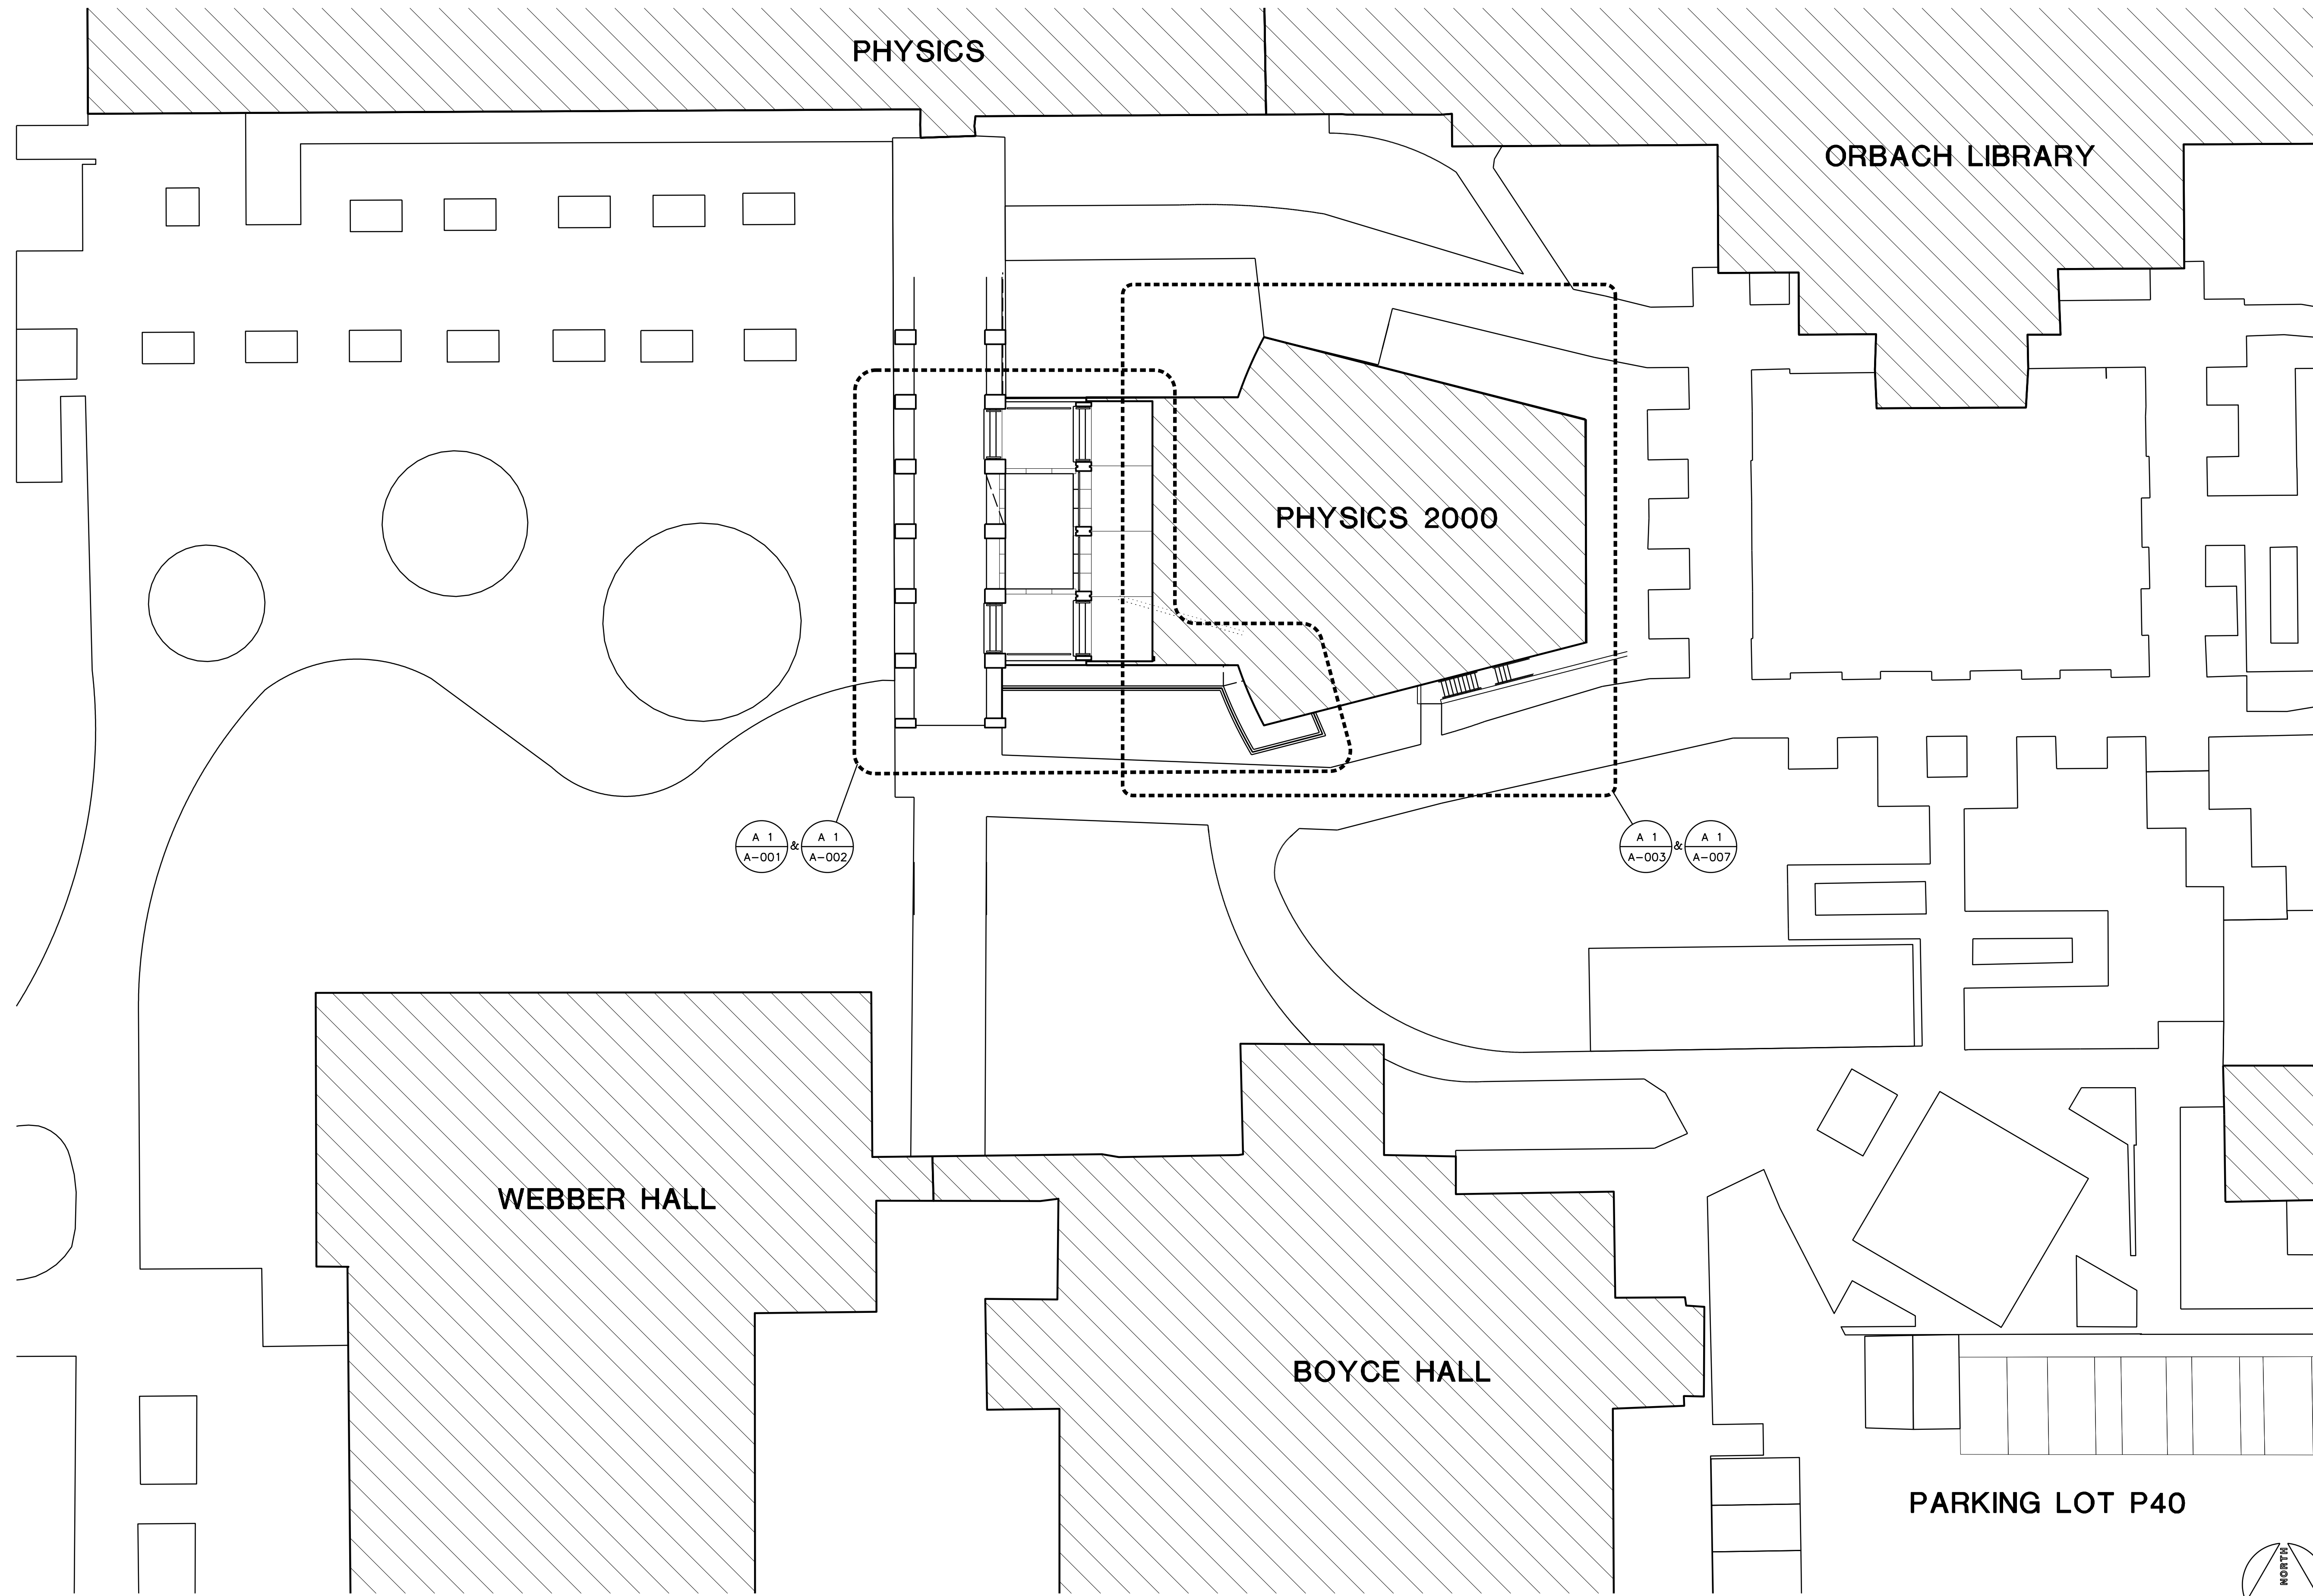 PHYSICS
ORBACH LIBRARY
PHYSICS 2000
A 1
A-001
&
A 1
A-002
A 1
A-003
&
A 1
A-007
WEBBER HALL
BOYCE HALL
PARKING LOT P40
NORTH